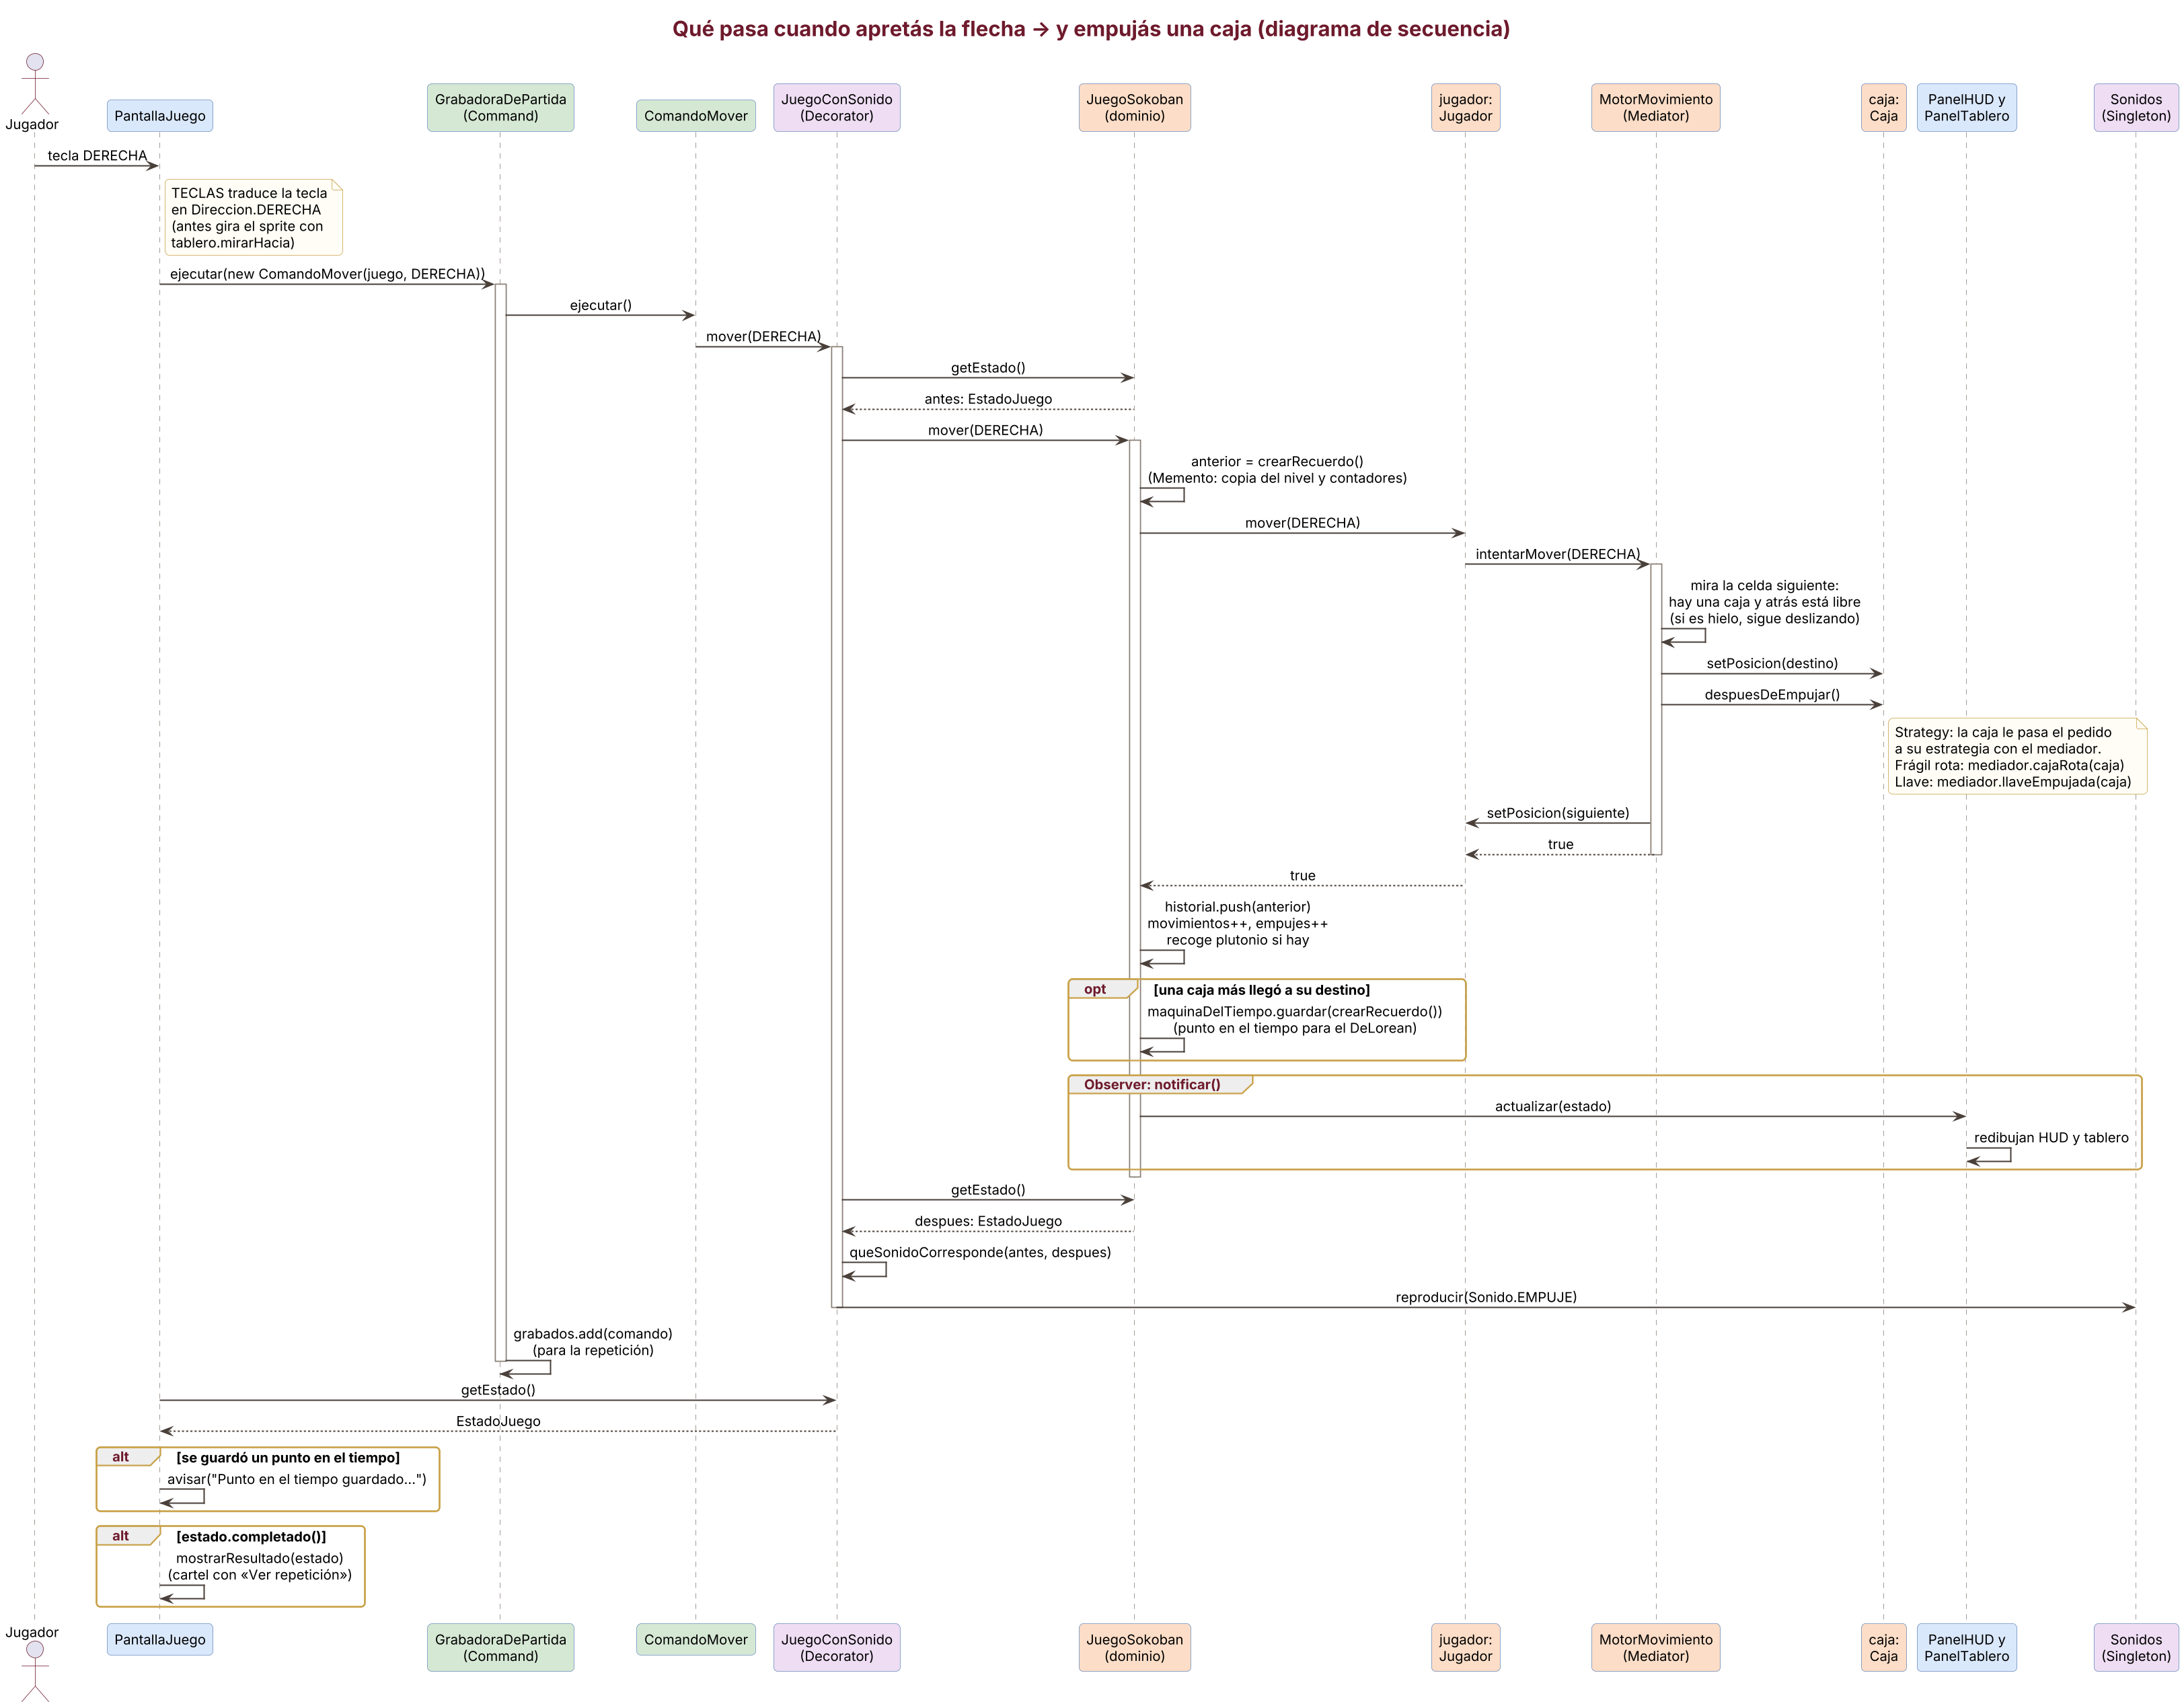 Qué pasa cuando apretás la flecha → y empujás una caja (diagrama de secuencia)
Jugador
PantallaJuego
GrabadoraDePartida
(Command)
ComandoMover
JuegoConSonido
(Decorator)
JuegoSokoban
(dominio)
jugador:
Jugador
MotorMovimiento
(Mediator)
caja:
Caja
PanelHUD y
PanelTablero
Sonidos
(Singleton)
tecla DERECHA
TECLAS traduce la tecla
en Direccion.DERECHA
(antes gira el sprite con
tablero.mirarHacia)
ejecutar(new ComandoMover(juego, DERECHA))
ejecutar()
mover(DERECHA)
getEstado()
antes: EstadoJuego
mover(DERECHA)
anterior = crearRecuerdo()
(Memento: copia del nivel y contadores)
mover(DERECHA)
intentarMover(DERECHA)
mira la celda siguiente:
hay una caja y atrás está libre
(si es hielo, sigue deslizando)
setPosicion(destino)
despuesDeEmpujar()
Strategy: la caja le pasa el pedido
a su estrategia con el mediador.
Frágil rota: mediador.cajaRota(caja)
Llave: mediador.llaveEmpujada(caja)
setPosicion(siguiente)
true
true
historial.push(anterior)
movimientos++, empujes++
recoge plutonio si hay
opt [una caja más llegó a su destino]
maquinaDelTiempo.guardar(crearRecuerdo())
(punto en el tiempo para el DeLorean)
Observer: notificar()
actualizar(estado)
redibujan HUD y tablero
getEstado()
despues: EstadoJuego
queSonidoCorresponde(antes, despues)
reproducir(Sonido.EMPUJE)
grabados.add(comando)
(para la repetición)
getEstado()
EstadoJuego
alt [se guardó un punto en el tiempo]
avisar("Punto en el tiempo guardado...")
alt [estado.completado()]
mostrarResultado(estado)
(cartel con «Ver repetición»)
Jugador
PantallaJuego
GrabadoraDePartida
(Command)
ComandoMover
JuegoConSonido
(Decorator)
JuegoSokoban
(dominio)
jugador:
Jugador
MotorMovimiento
(Mediator)
caja:
Caja
PanelHUD y
PanelTablero
Sonidos
(Singleton)